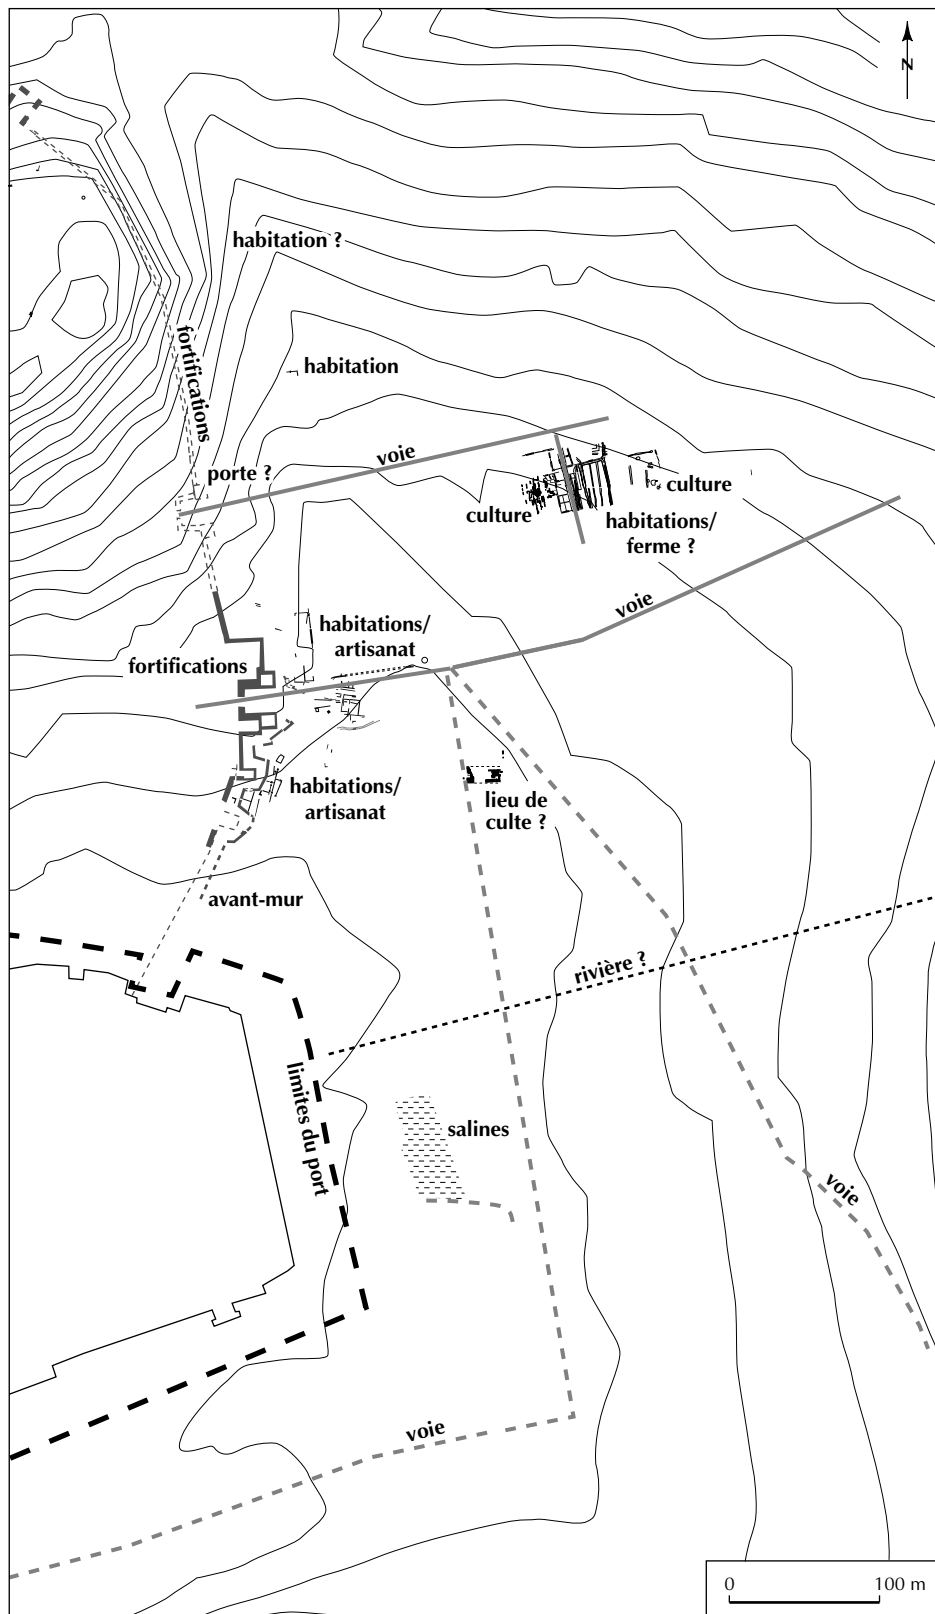 N
habitation ?
fortifications
habitation
voie
porte ?
culture
culture
habitations/
ferme ?
voie
habitations/
artisanat
fortifications
habitations/
artisanat
lieu de
culte ?
avant-mur
rivière ?
limites du port
salines
voie
voie
0 100 m